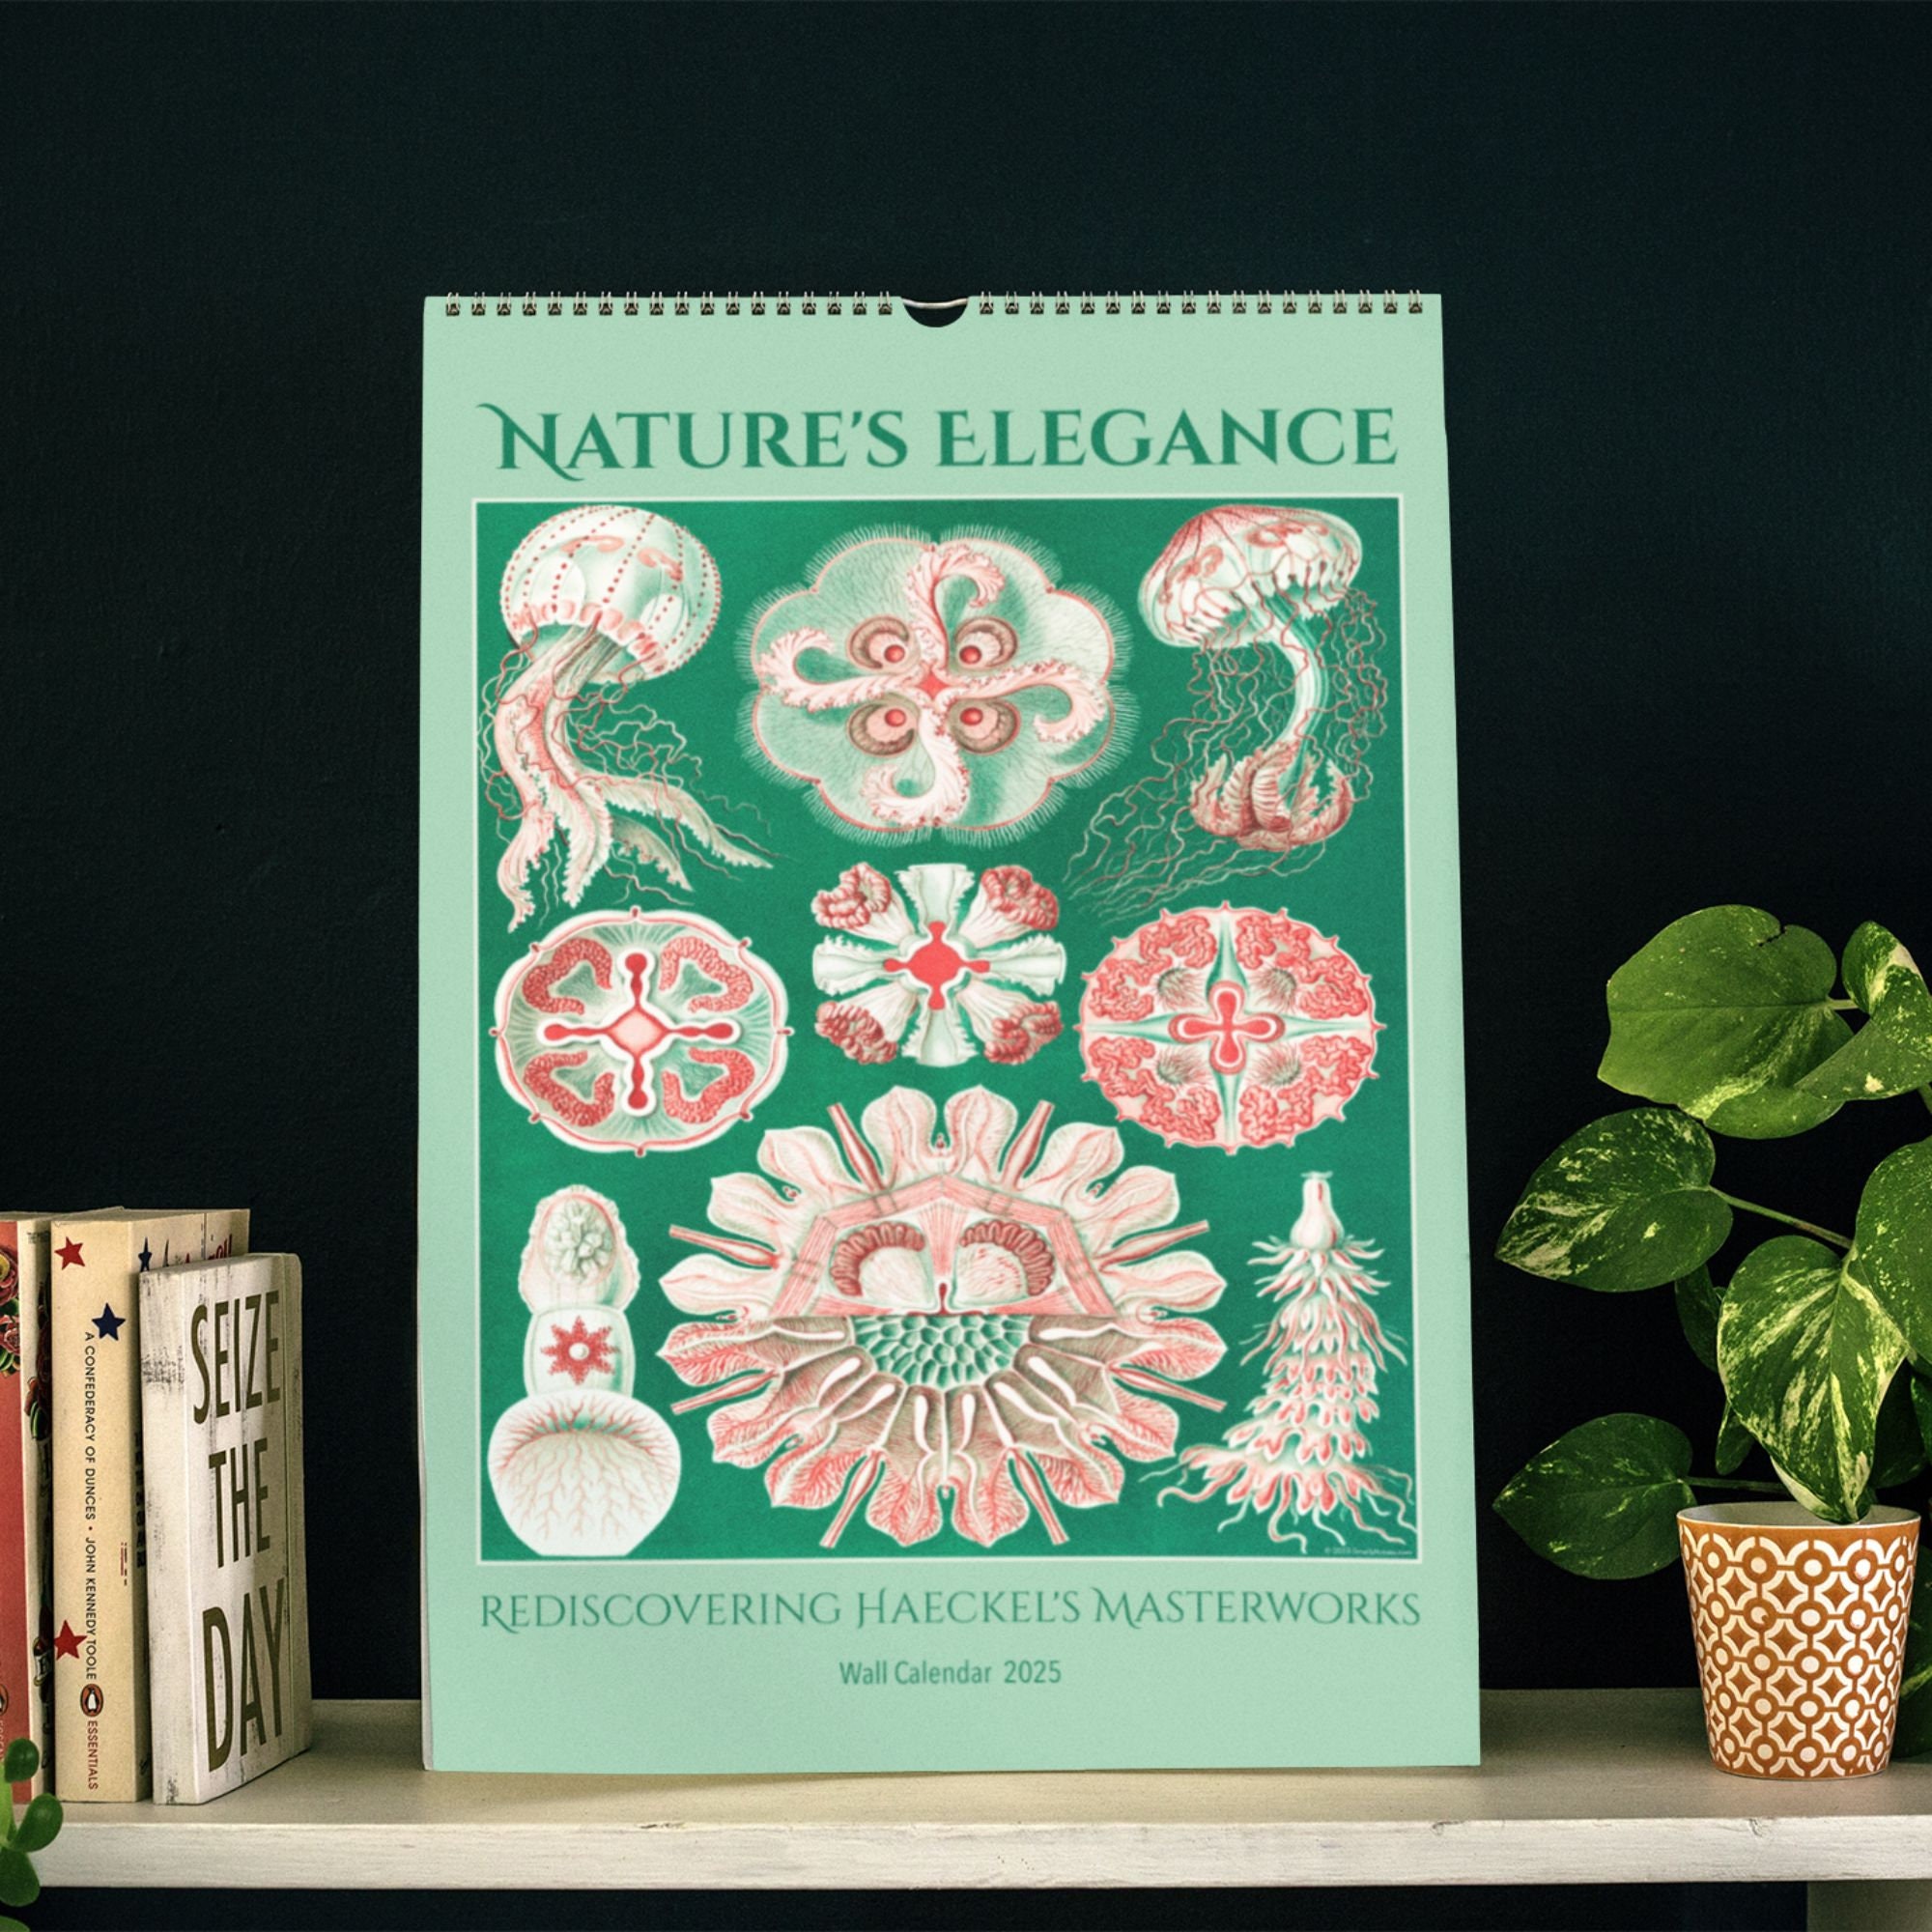 NATURE'S ELEGANCE
REDISCOVERING HAECKEL'S MASTERWORKS
Wall Calendar 2025
SEIZE
THE
DAY
A CONFEDERACY OF DUNCES • JOHN KENNEDY TOOLE
ESSENTIALS